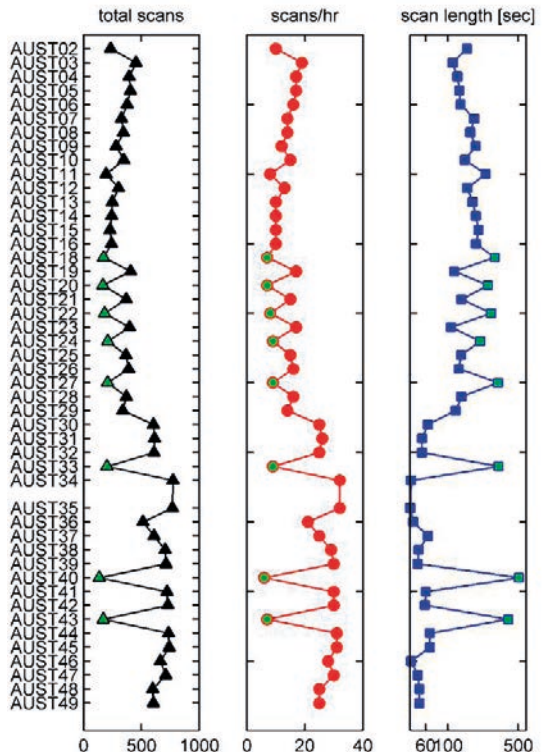 total scans scans/hr scan length [sec]
AUST02
AUST03
AUST04
AUST05
AUST06
AUST07
AUST08
AUST09
AUST10
AUST11
AUST12
AUST13
AUST14
AUST15
AUST16
AUST18
AUST19
AUST20
AUST21
AUST22
AUST23
AUST24
AUST25
AUST26
AUST27
AUST28
AUST29
AUST30
AUST31
AUST32
AUST33
AUST34
AUST35
AUST36
AUST37
AUST38
AUST39
AUST40
AUST41
AUST42
AUST43
AUST44
AUST45
AUST46
AUST47
AUST48
AUST49
0 500 1000 0 20 40 60 100 500